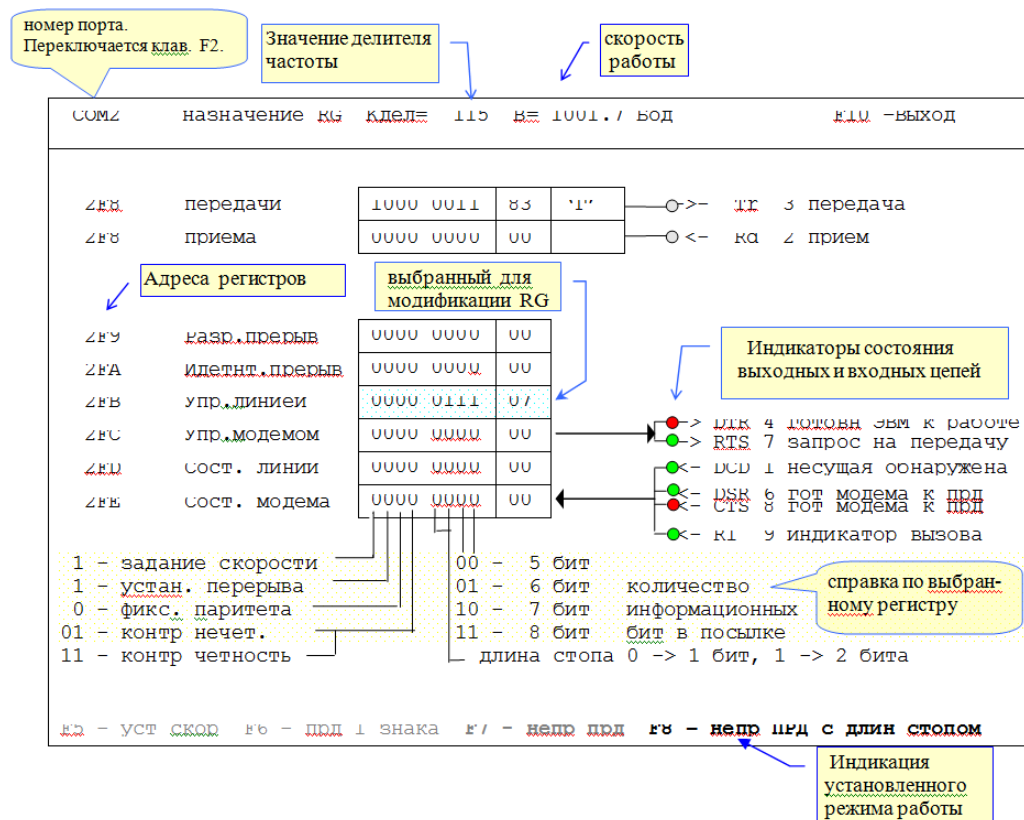 номер порта.
Переключается клав. F2.
Значение делителя
частоты
скорость
работы
COM2 назначение RG Кдел= 115 B= 1001.7 Бод F10 -Выход
2F8 передачи 1000 0011 83 -> Tr 3 передача
2F8 приема 0000 0000 00 <- Rd 2 прием
Адреса регистров
выбранный для
модификации RG
2F9 Разр.прерыв 0000 0000 00
2FA Идетнт.прерыв 0000 0000 00
2FB Упр.линией 0000 0111 07
2FC Упр.модемом 0000 0000 00
2FD Сост. линии 0000 0000 00
2FE Сост. модема 0000 0000 00
Индикаторы состояния
выходных и входных цепей
-> DTR 4 готовн ЭВМ к работе
-> RTS 7 запрос на передачу
<- DCD 1 несущая обнаружена
<- DSR 6 гот модема к прд
<- CTS 8 гот модема к прд
<- RI 9 индикатор вызова
1 - задание скорости
1 - устан. перерыва
0 - фикс. паритета
01 - контр нечет.
11 - контр четность
00 - 5 бит
01 - 6 бит количество
10 - 7 бит информационных
11 - 8 бит бит в посылке
длина стопа 0 -> 1 бит, 1 -> 2 бита
справка по выбран-
ному регистру
F5 - уст скор F6 - прд 1 знака F7 - непр прд F8 - непр ПРД с длин стопом
Индикация
установленного
режима работы